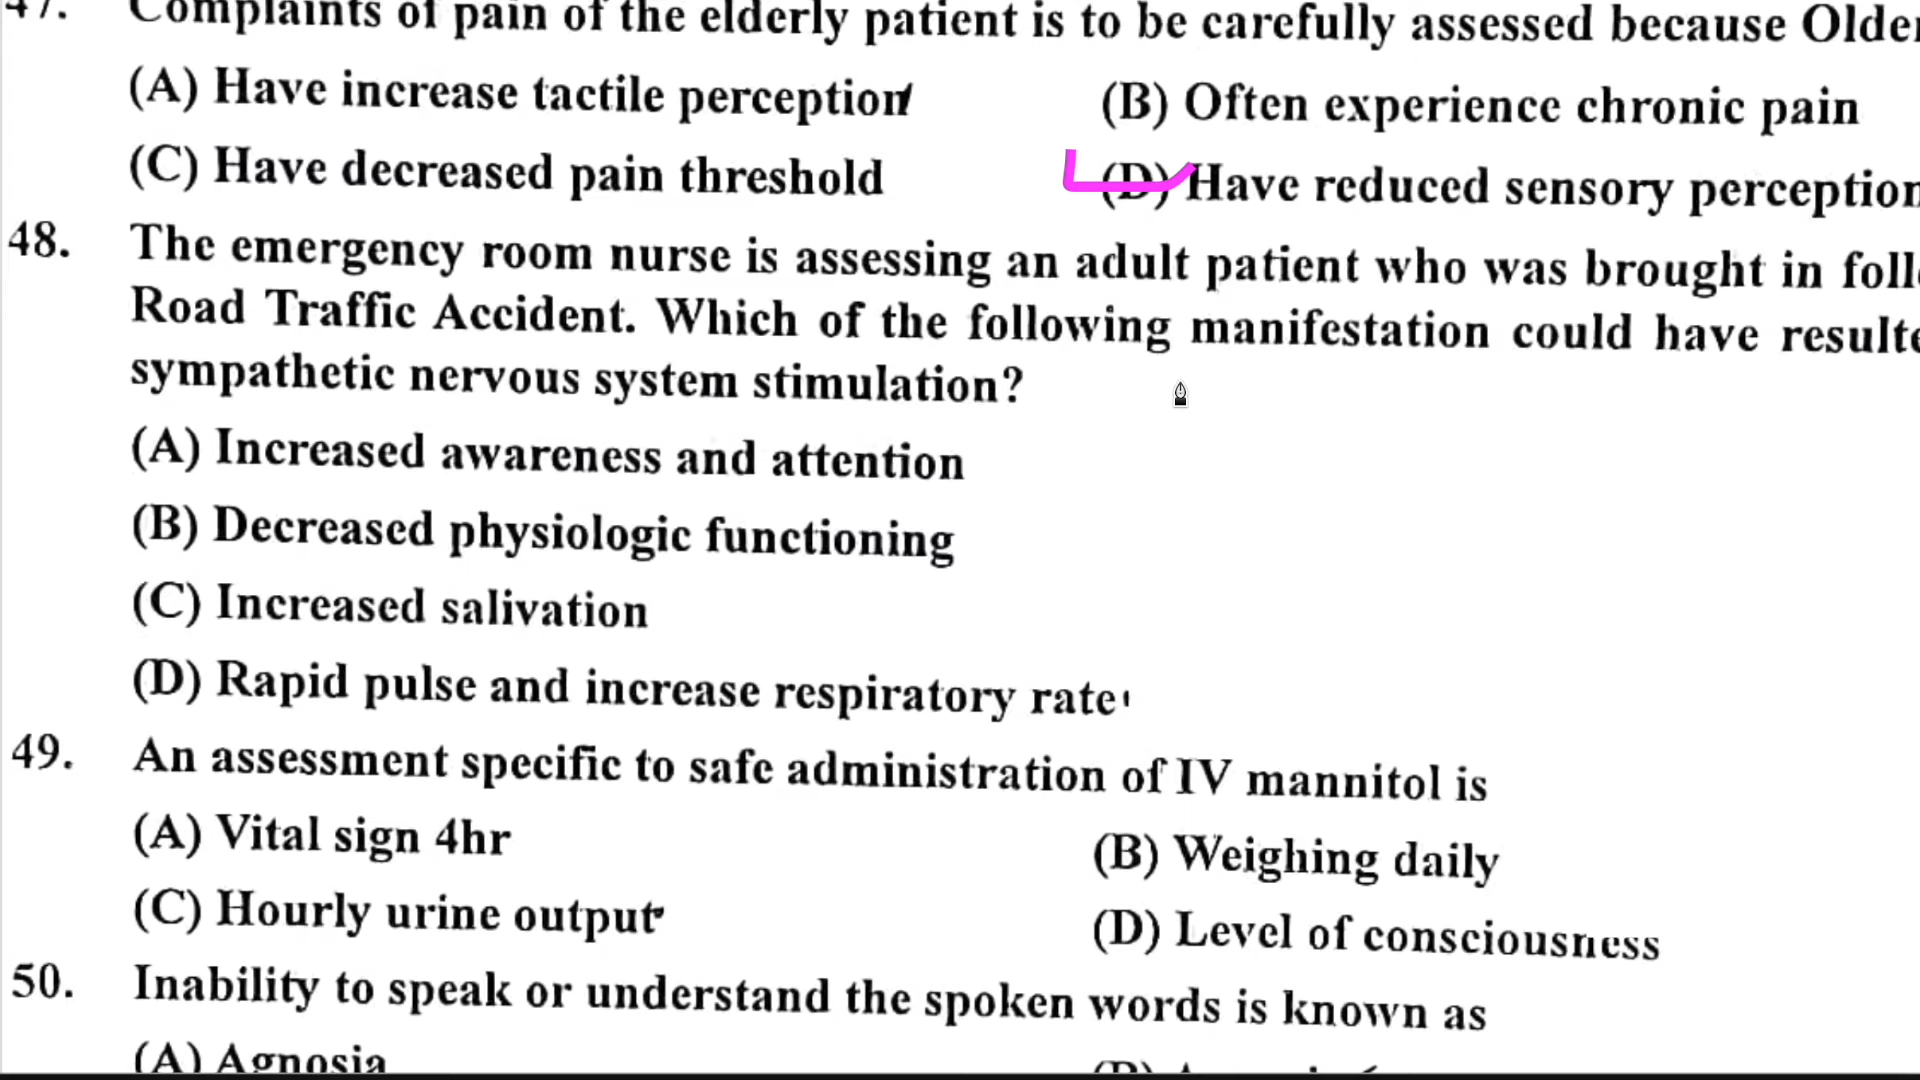 47. Complaints of pain of the elderly patient is to be carefully assessed because
(A) Have increase tactile perception (B) Often experience chronic pain
(C) Have decreased pain threshold (D) Have reduced sensory perception
48. The emergency room nurse is assessing an adult patient who was brought in
Road Traffic Accident. Which of the following manifestation could have
sympathetic nervous system stimulation?
(A) Increased awareness and attention
(B) Decreased physiologic functioning
(C) Increased salivation
(D) Rapid pulse and increase respiratory rate
49. An assessment specific to safe administration of IV mannitol is
(A) Vital sign 4hr (B) Weighing daily
(C) Hourly urine output (D) Level of consciousness
50. Inability to speak or understand the spoken words is known as
(A) Agnosia